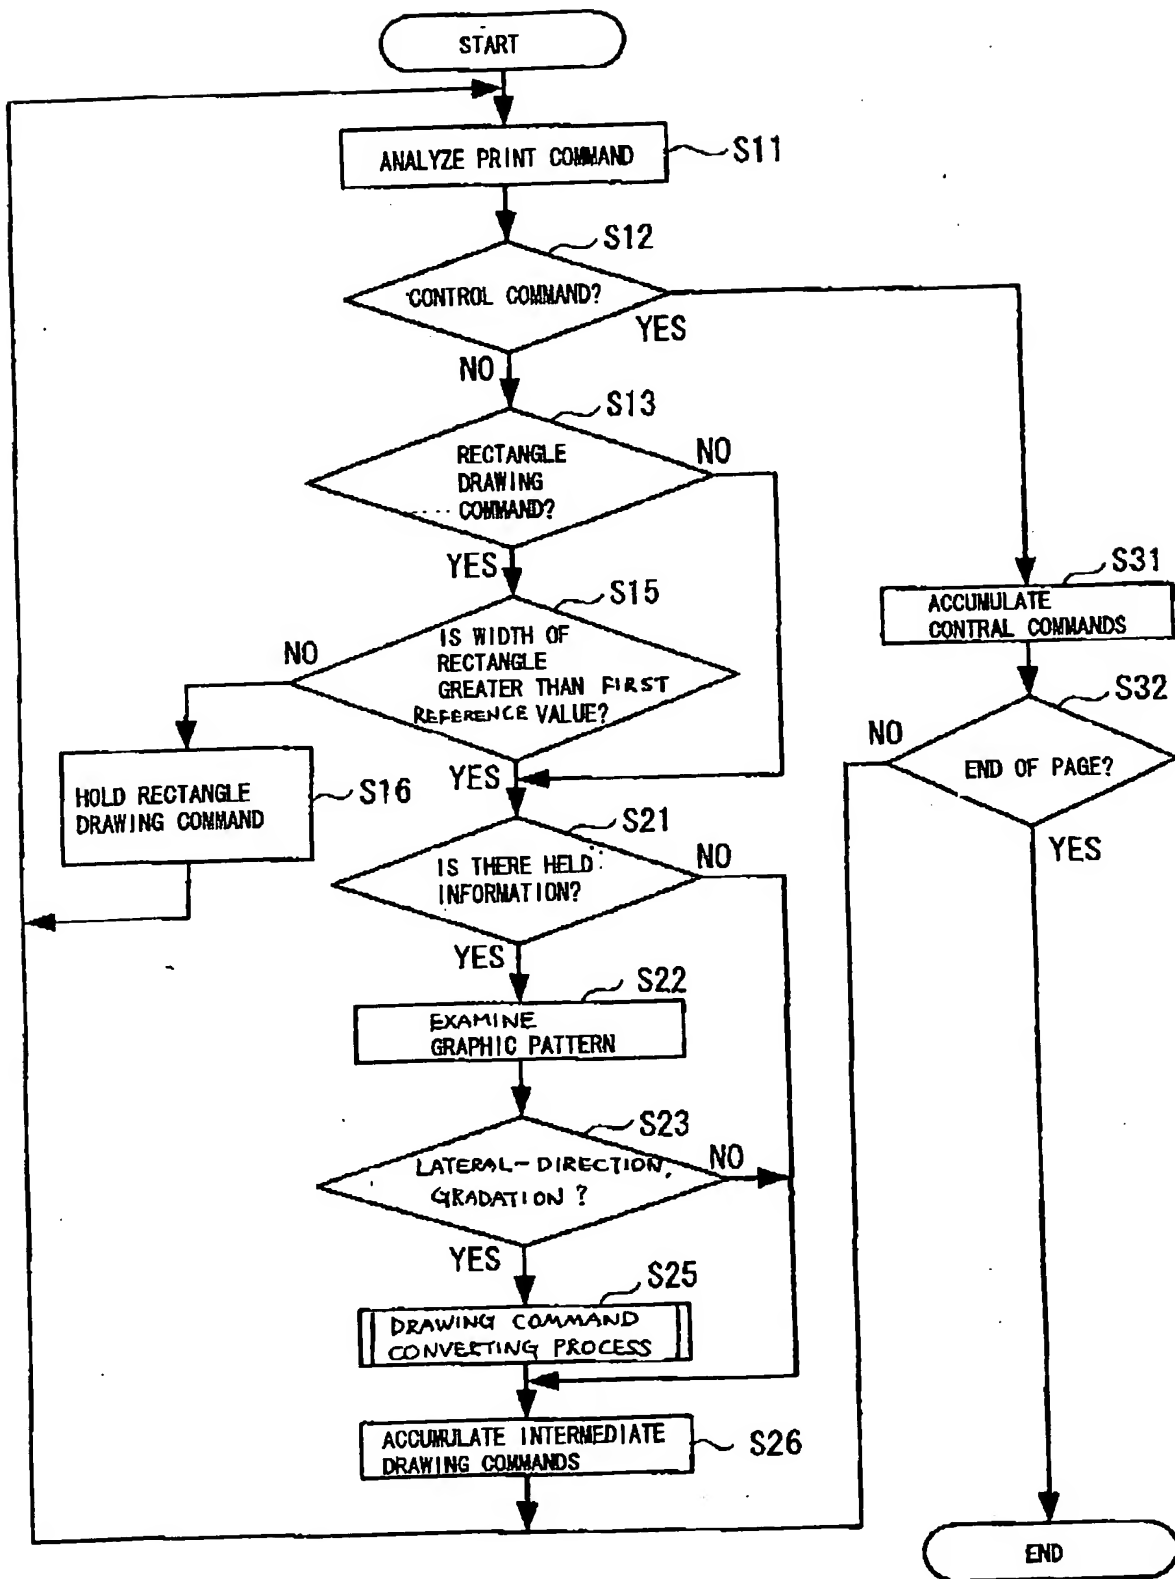 START
ANALYZE PRINT COMMAND
S11
S12
CONTROL COMMAND?
YES
NO
S13
RECTANGLE
DRAWING
COMMAND?
NO
YES
S15
IS WIDTH OF
RECTANGLE
GREATER THAN FIRST
REFERENCE VALUE?
NO
YES
HOLD RECTANGLE
DRAWING COMMAND
S16
S21
IS THERE HELD
INFORMATION?
NO
YES
S22
EXAMINE
GRAPHIC PATTERN
S23
LATERAL-DIRECTION
GRADATION?
NO
YES
S25
DRAWING COMMAND
CONVERTING PROCESS
ACCUMULATE INTERMEDIATE
DRAWING COMMANDS
S26
S31
ACCUMULATE
CONTRAL COMMANDS
S32
NO
END OF PAGE?
YES
END